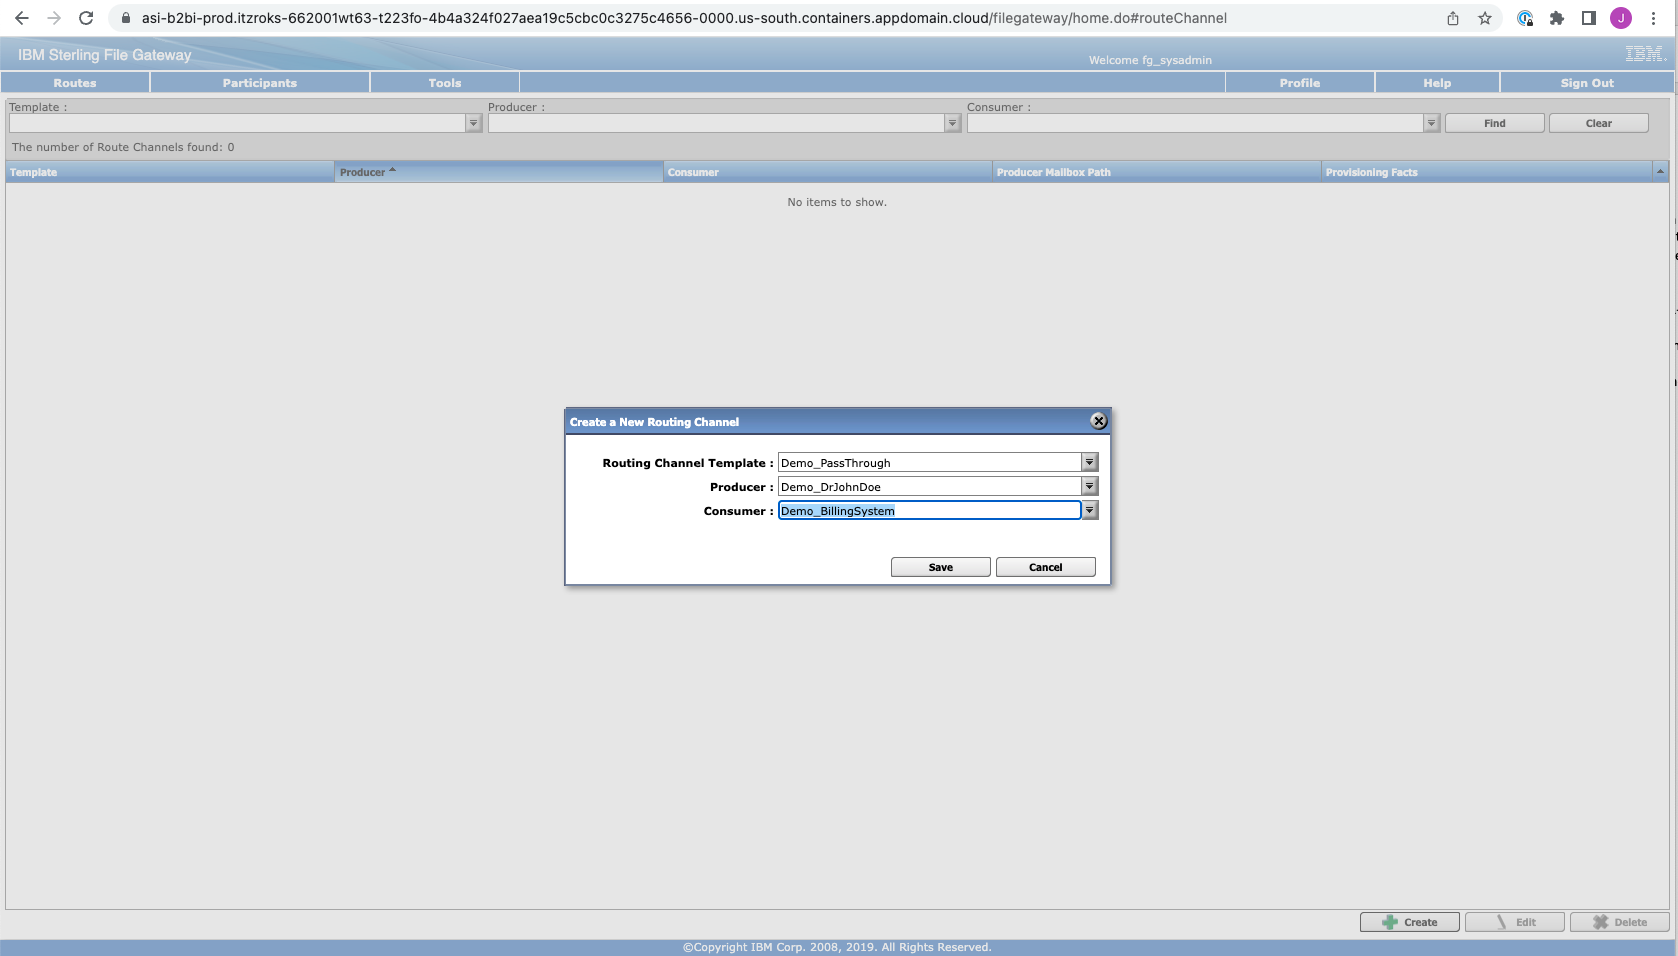 asi-b2bi-prod.itzroks-662001wt63-t223fo-4b4a324f027aea19c5cbc0c3275c4656-0000.us-south.containers.appdomain.cloud/filegateway/home.do#routeChannel
J
IBM Sterling File Gateway
Welcome fg_sysadmin
IBM
Routes Participants Tools Profile Help Sign Out
Template : Producer : Consumer :
Find Clear
The number of Route Channels found: 0
Template Producer Consumer Producer Mailbox Path Provisioning Facts
No items to show.
Create a New Routing Channel
Routing Channel Template : Demo_PassThrough
Producer : Demo_DrJohnDoe
Consumer : Demo_BillingSystem
Save Cancel
Create Edit Delete
©Copyright IBM Corp. 2008, 2019. All Rights Reserved.